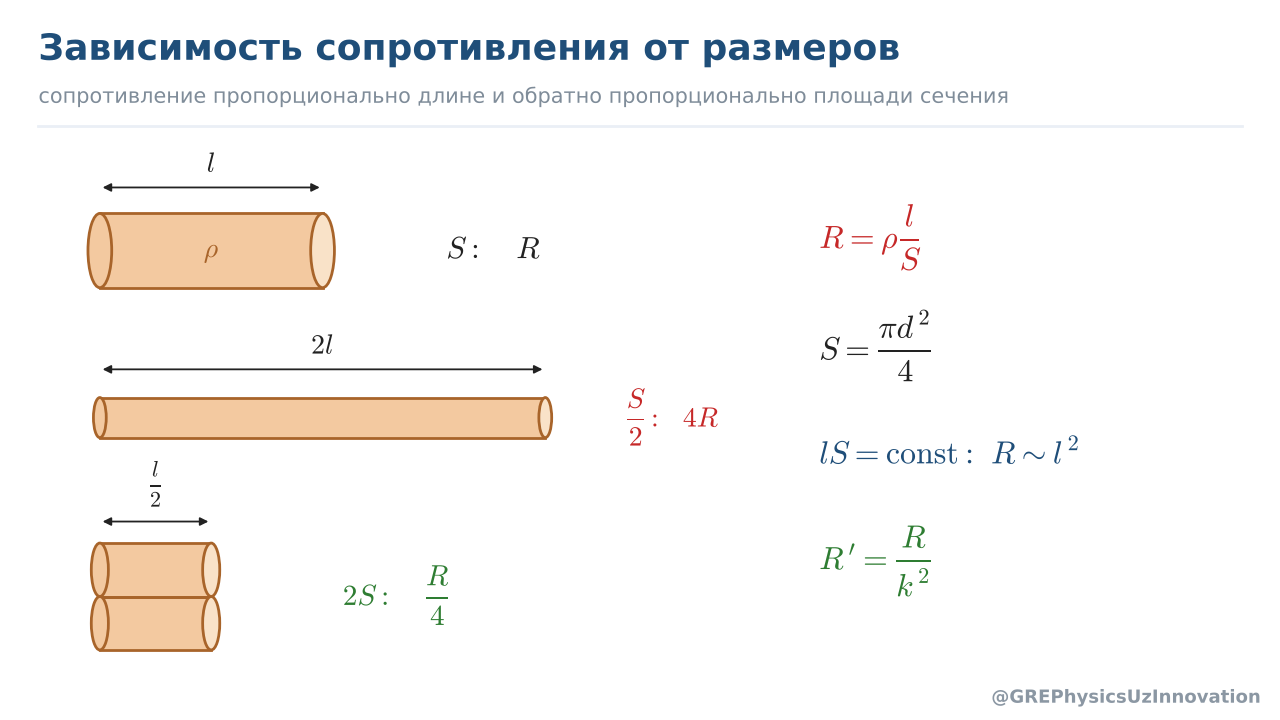 Зависимость сопротивления от размеров
сопротивление пропорционально длине и обратно пропорционально площади сечения
l
ρ
S: R
2l
S/2: 4R
l/2
2S: R/4
R = ρ l/S
S = πd²/4
lS = const: R ~ l²
R′ = R/k²
@GREPhysicsUzInnovation